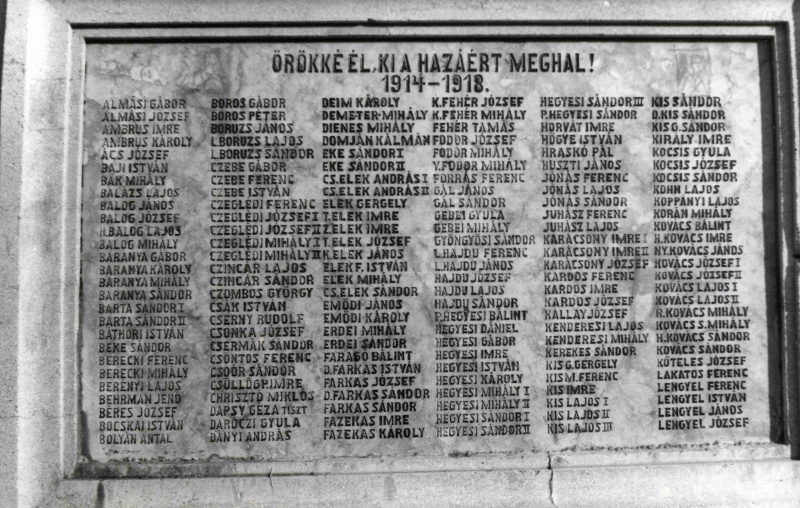 ÖRÖKKÉ ÉL, KI A HAZÁÉRT MEGHAL!
1914-1918.
ALMÁSI GÁBOR
ALMÁSI JÓZSEF
AMBRUS IMRE
AMBRUS KÁROLY
ÁCS JÓZSEF
BAJI ISTVÁN
BAK MIHÁLY
BALÁZS LAJOS
BALOG JÁNOS
BALOG JÓZSEF
H.BALOG LAJOS
BALOG MIHÁLY
BARANYA GÁBOR
BARANYA KÁROLY
BARANYA MIHÁLY
BARANYA SÁNDOR
BARTA SÁNDOR I
BARTA SÁNDOR II
BÁTHORI ISTVÁN
BEKE SÁNDOR
BERECKI FERENC
BERECKI MIHÁLY
BERÉNYI LAJOS
BEHRMAN JENŐ
BERES JÓZSEF
BOCSKAI ISTVÁN
BOLYÁN ANTAL
BOROS GÁBOR
BOROS PÉTER
BORUZS JÁNOS
L.BORUZS LAJOS
L.BORUZS SÁNDOR
CZEBE GÁBOR
CZEBE FERENC
CZEBE ISTVÁN
CZEGLÉDI FERENC
CZEGLÉDI JÓZSEF I
CZEGLÉDI JÓZSEF II
CZEGLÉDI MIHÁLY I
CZEGLÉDI MIHÁLY II
CZINCÁR LAJOS
CZINCÁR SÁNDOR
CZOMBOS GYÖRGY
CSÁK ISTVÁN
CSERNY RUDOLF
CSONKA JÓZSEF
CSERMÁK SÁNDOR
CSONTOS FERENC
CSOÓR SÁNDOR
CSÜLLÖG IMRE
CHRISZTÓ MIKLÓS
DAPSY GÉZA TISZT
DARÓCZI GYULA
DÁNYI ANDRÁS
DEIM KÁROLY
DEMETER MIHÁLY
DIENES MIHÁLY
DOMJÁN KÁLMÁN
EKE SÁNDOR I
EKE SÁNDOR II
CS.ELEK ANDRÁS I
CS.ELEK ANDRÁS II
ELEK GERGELY
T.ELEK IMRE
ELEK IMRE
T.ELEK JÓZSEF
K.ELEK JÁNOS
ELEK F. ISTVÁN
ELEK MIHÁLY
CS.ELEK SÁNDOR
EMŐDI JÁNOS
EMŐDI KÁROLY
ERDEI MIHÁLY
ERDEI SÁNDOR
FARAGÓ BÁLINT
D.FARKAS ISTVÁN
FARKAS JÓZSEF
D.FARKAS SÁNDOR
FARKAS SÁNDOR
FAZEKAS IMRE
FAZEKAS KÁROLY
K.FEHÉR JÓZSEF
K.FEHÉR MIHÁLY
FEHÉR TAMÁS
FODOR JÓZSEF
FODOR MIHÁLY
Y.FODOR MIHÁLY
FORRÁS FERENC
GÁL JÁNOS
GÁL SÁNDOR
GEBEI GYULA
GEBEI MIHÁLY
GYÖNGYÖSI SÁNDOR
L.HAJDU FERENC
L.HAJDU JÁNOS
HAJDU JÓZSEF
HAJDU LAJOS
HAJDU SÁNDOR
P.HEGYESI BÁLINT
HEGYESI DÁNIEL
HEGYESI GÁBOR
HEGYESI IMRE
HEGYESI ISTVÁN
HEGYESI KÁROLY
HEGYESI MIHÁLY I
HEGYESI MIHÁLY II
HEGYESI SÁNDOR I
HEGYESI SÁNDOR II
HEGYESI SÁNDOR III
P.HEGYESI SÁNDOR
HORVÁT IMRE
HÖGYE ISTVÁN
HRASKÓ PÁL
HUSZTI JÁNOS
JÓNÁS FERENC
JÓNÁS LAJOS
JÓNÁS SÁNDOR
JUHÁSZ FERENC
JUHÁSZ LAJOS
KARÁCSONY IMRE I
KARÁCSONY IMRE II
KARÁCSONY JÓZSEF
KARDOS FERENC
KARDOS IMRE
KARDOS JÓZSEF
KÁLLAY JÓZSEF
KENDERESI LAJOS
KENDERESI MIHÁLY
KEREKES SÁNDOR
KIS G.GERGELY
KIS M.FERENC
KIS IMRE
KIS LAJOS I
KIS LAJOS II
KIS LAJOS III
KIS SÁNDOR
D.KIS SÁNDOR
KIS G.SÁNDOR
KIRÁLY IMRE
KOCSIS GYULA
KOCSIS JÓZSEF
KOCSIS SÁNDOR
KOHN LAJOS
KOPPÁNYI LAJOS
KORÁN MIHÁLY
KOVÁCS BÁLINT
H.KOVÁCS IMRE
NY.KOVÁCS JÁNOS
KOVÁCS JÓZSEF I
KOVÁCS JÓZSEF II
KOVÁCS LAJOS I
KOVÁCS LAJOS II
R.KOVÁCS MIHÁLY
KOVÁCS S.MIHÁLY
H.KOVÁCS SÁNDOR
KOVÁCS SÁNDOR
KÖTELES JÓZSEF
LAKATOS FERENC
LENGYEL FERENC
LENGYEL ISTVÁN
LENGYEL JÁNOS
LENGYEL JÓZSEF